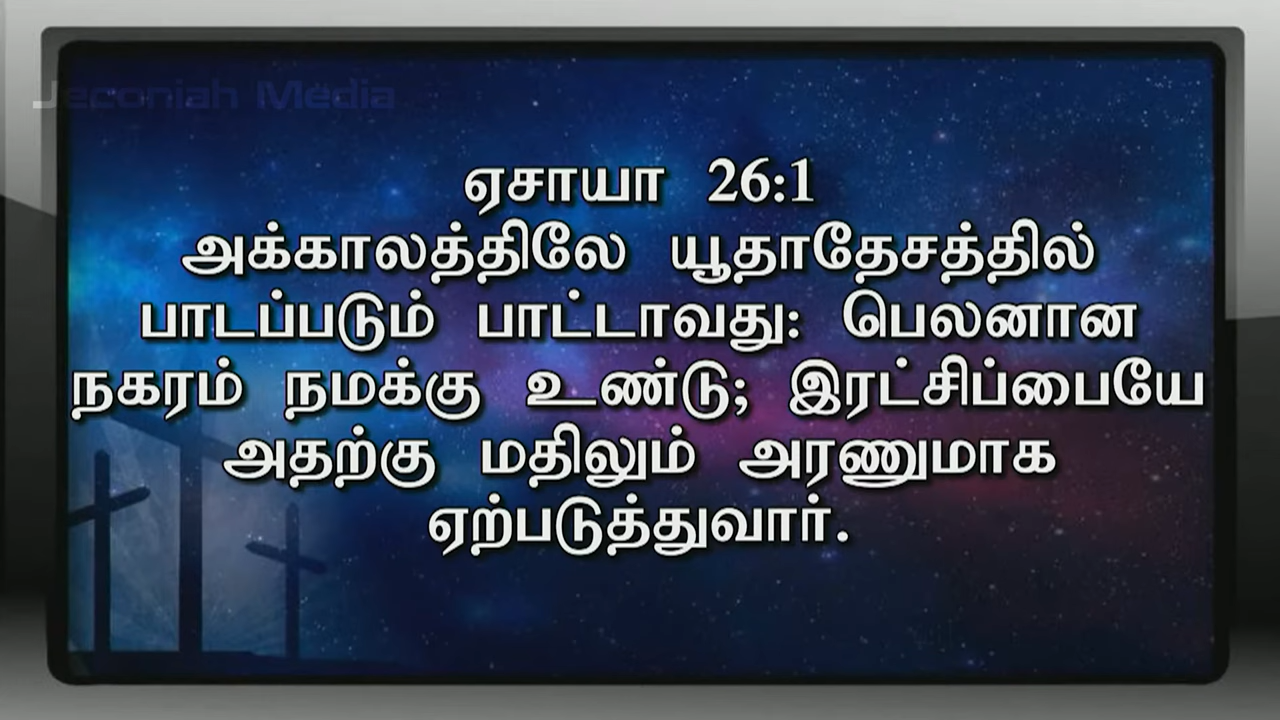 Jeconiah Media
ஏசாயா 26:1
அக்காலத்திலே யூதாதேசத்தில்
பாடப்படும் பாட்டாவது: பெலனான
நகரம் நமக்கு உண்டு; இரட்சிப்பையே
அதற்கு மதிலும் அரணுமாக
ஏற்படுத்துவார்.